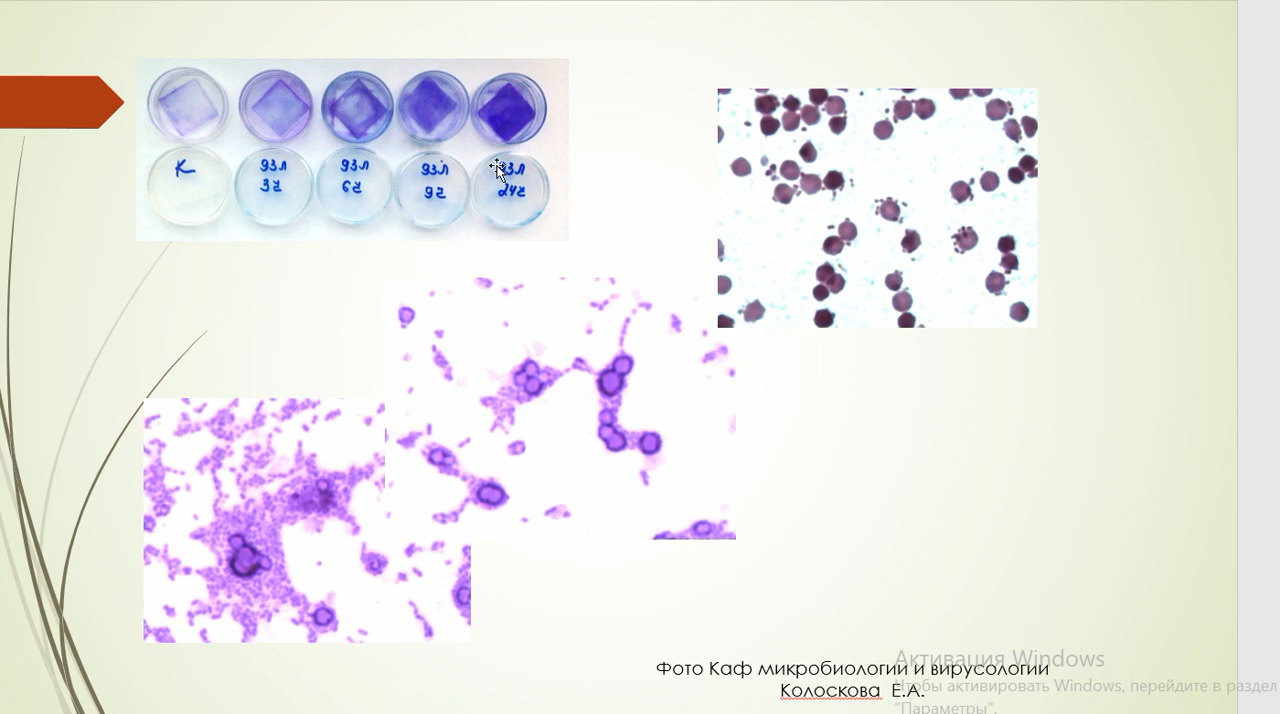 К
93л
3ч
93л
6ч
93л
9ч
93л
24ч
Фото Каф микробиологии и вирусологии
Колоскова Е.А.
Активация Windows
Чтобы активировать Windows, перейдите в раздел
"Параметры".